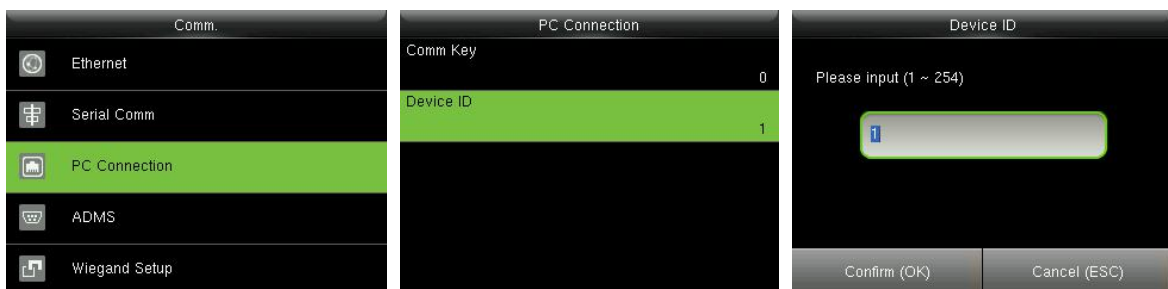 Comm.
Ethernet
Serial Comm
PC Connection
ADMS
Wiegand Setup
PC Connection
Comm Key
0
Device ID
1
Device ID
Please input (1 ~ 254)
1
Confirm (OK)
Cancel (ESC)